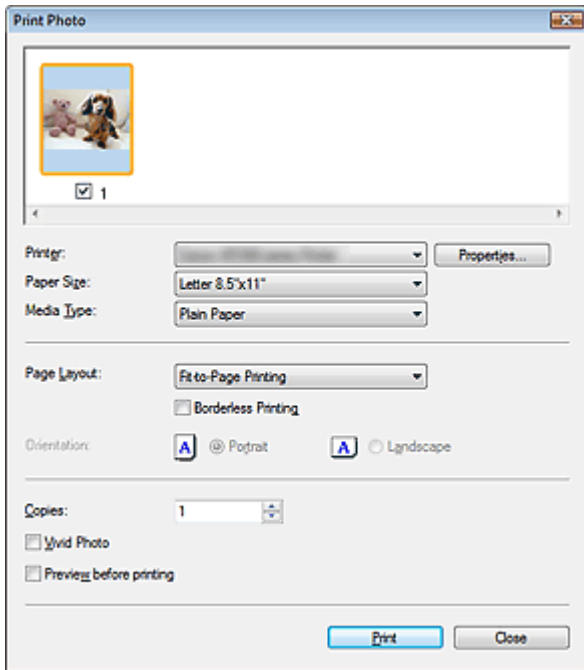 Print Photo
1
Printer:
Properties...
Paper Size: Letter 8.5"x11"
Media Type: Plain Paper
Page Layout: Fit-to-Page Printing
Borderless Printing
Orientation: A Portrait A Landscape
Copies: 1
Vivid Photo
Preview before printing
Print Close